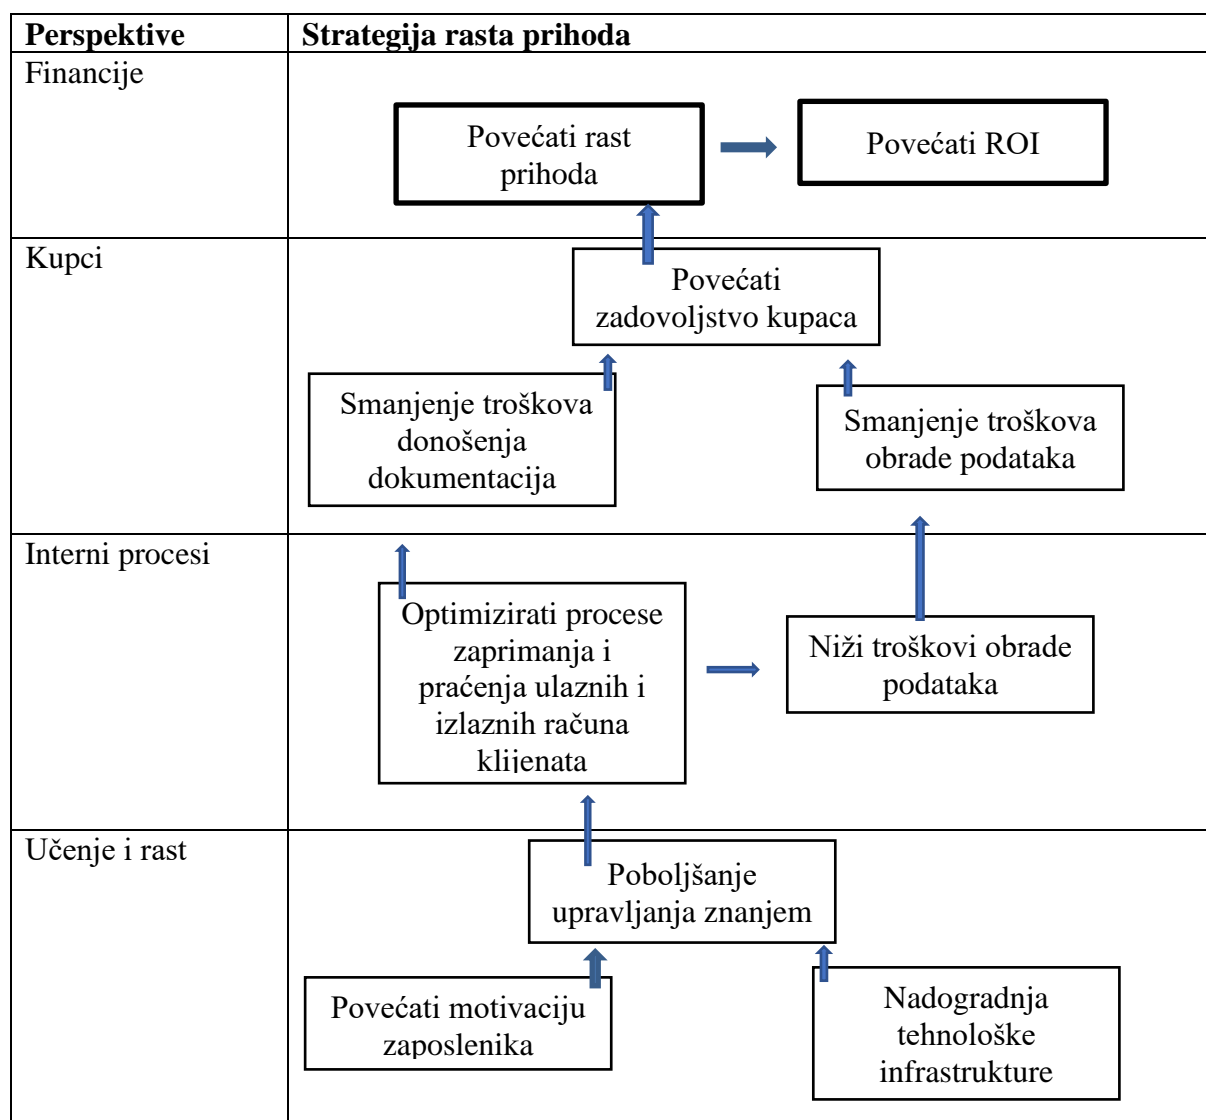 Perspektive
Strategija rasta prihoda
Financije
Povećati rast
prihoda
Povećati ROI
Kupci
Povećati
zadovoljstvo kupaca
Smanjenje troškova
donošenja
dokumentacija
Smanjenje troškova
obrade podataka
Interni procesi
Optimizirati procese
zaprimanja i
praćenja ulaznih i
izlaznih računa
klijenata
Niži troškovi obrade
podataka
Učenje i rast
Poboljšanje
upravljanja znanjem
Povećati motivaciju
zaposlenika
Nadogradnja
tehnološke
infrastrukture